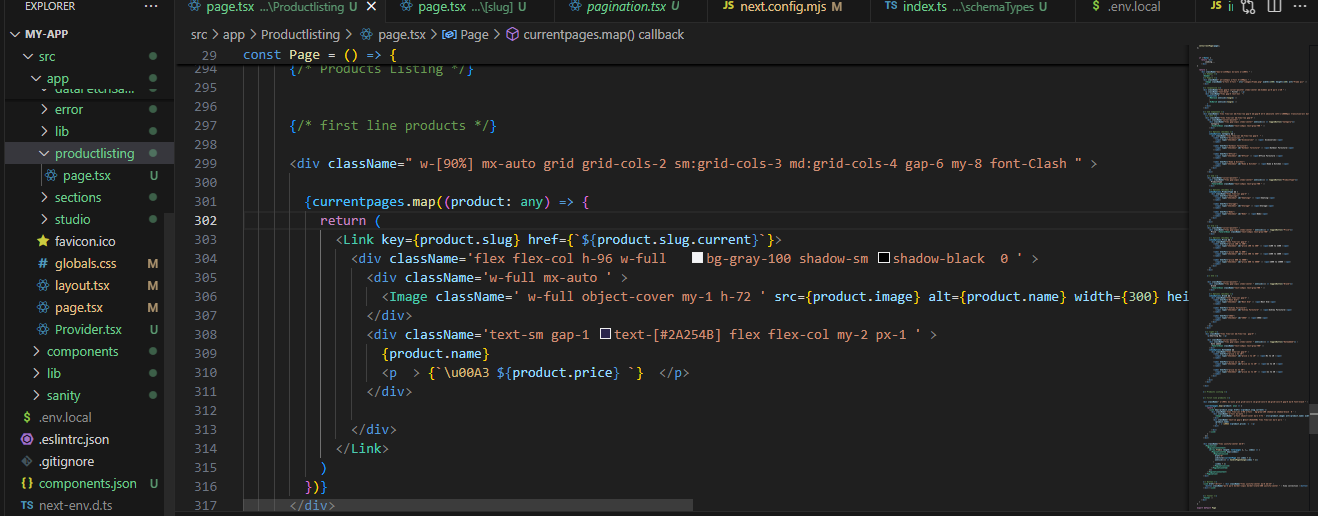 EXPLORER
page.tsx ...\Productlisting U
page.tsx ...\[slug] U
pagination.tsx U
JS next.config.mjs M
TS index.ts ...\schemaTypes U
$ .env.local
JS
MY-APP
src
app
error
lib
productlisting
page.tsx U
sections
studio
favicon.ico
# globals.css M
layout.tsx M
page.tsx M
Provider.tsx U
components
lib
sanity
$ .env.local
.eslintrc.json
.gitignore
{} components.json U
TS next-env.d.ts
src > app > Productlisting > page.tsx > Page > currentpages.map() callback
29 const Page = () => {
294 {/* Products Listing */}
295
296
297 {/* first line products */}
298
299 <div className=" w-[90%] mx-auto grid grid-cols-2 sm:grid-cols-3 md:grid-cols-4 gap-6 my-8 font-Clash " >
300
301 {currentpages.map((product: any) => {
302 return (
303 <Link key={product.slug} href={`${product.slug.current}`}>
304 <div className='flex flex-col h-96 w-full bg-gray-100 shadow-sm shadow-black 0 ' >
305 <div className='w-full mx-auto ' >
306 <Image className=' w-full object-cover my-1 h-72 ' src={product.image} alt={product.name} width={300} hei
307 </div>
308 <div className='text-sm gap-1 text-[#2A254B] flex flex-col my-2 px-1 ' >
309 {product.name}
310 <p > {`\u00A3 ${product.price} `} </p>
311 </div>
312
313 </div>
314 </Link>
315 )
316 })}
317 </div>